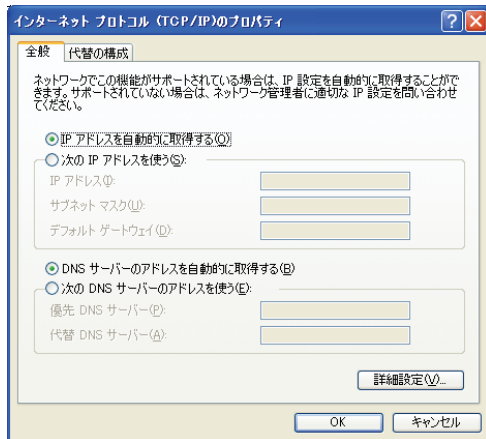 インターネット プロトコル (TCP/IP)のプロパティ
全般
代替の構成
ネットワークでこの機能がサポートされている場合は、IP 設定を自動的に取得することがで
きます。サポートされていない場合は、ネットワーク管理者に適切な IP 設定を問い合わせ
てください。
IP アドレスを自動的に取得する(O)
次の IP アドレスを使う(S):
IP アドレス(I):
サブネット マスク(U):
デフォルト ゲートウェイ(D):
DNS サーバーのアドレスを自動的に取得する(B)
次の DNS サーバーのアドレスを使う(E):
優先 DNS サーバー(P):
代替 DNS サーバー(A):
詳細設定(V)...
OK
キャンセル